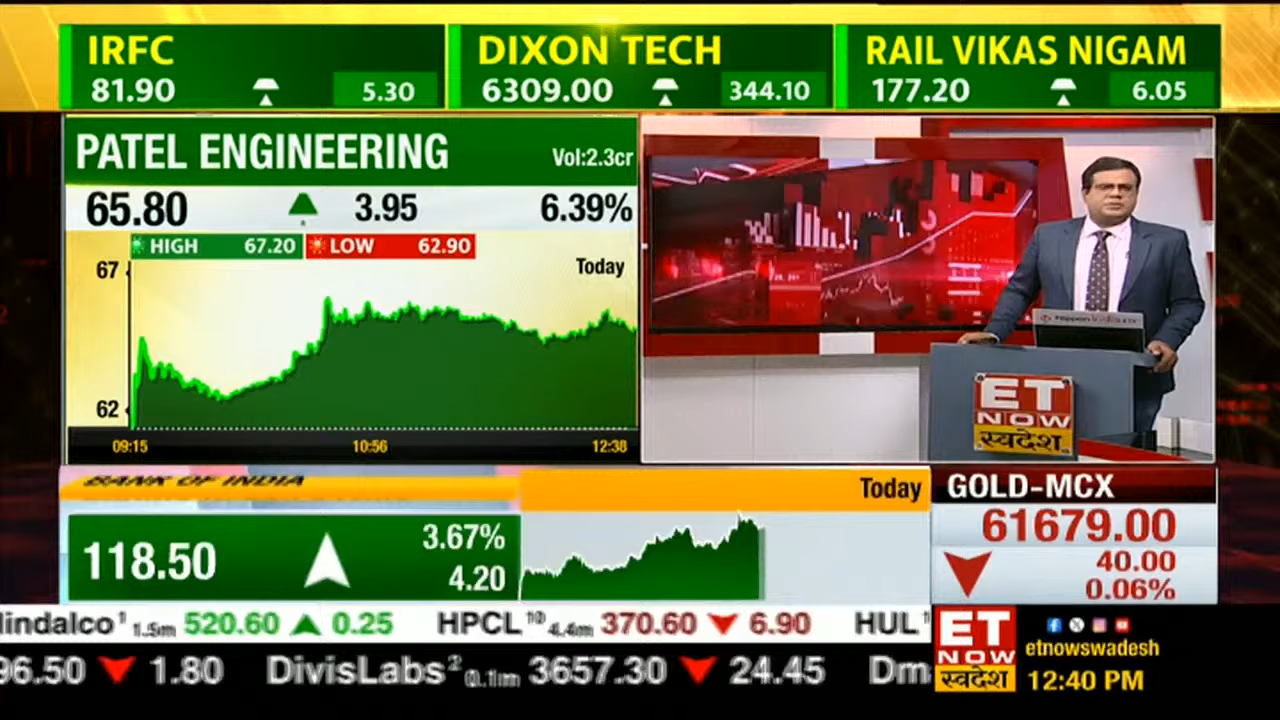 IRFC
81.90 5.30
DIXON TECH
6309.00 344.10
RAIL VIKAS NIGAM
177.20 6.05
PATEL ENGINEERING Vol:2.3cr
65.80 3.95 6.39%
HIGH 67.20 LOW 62.90
Today
67
62
09:15 10:56 12:38
ET
NOW
स्वदेश
BANK OF INDIA
Today
118.50 3.67%
4.20
GOLD-MCX
61679.00
40.00
0.06%
lindalco 1 1.5m 520.60 0.25 HPCL 10 4.4m 370.60 6.90 HUL
96.50 1.80 DivisLabs 2 0.1m 3657.30 24.45 Dm
ET
NOW
स्वदेश
etnowswadesh
12:40 PM